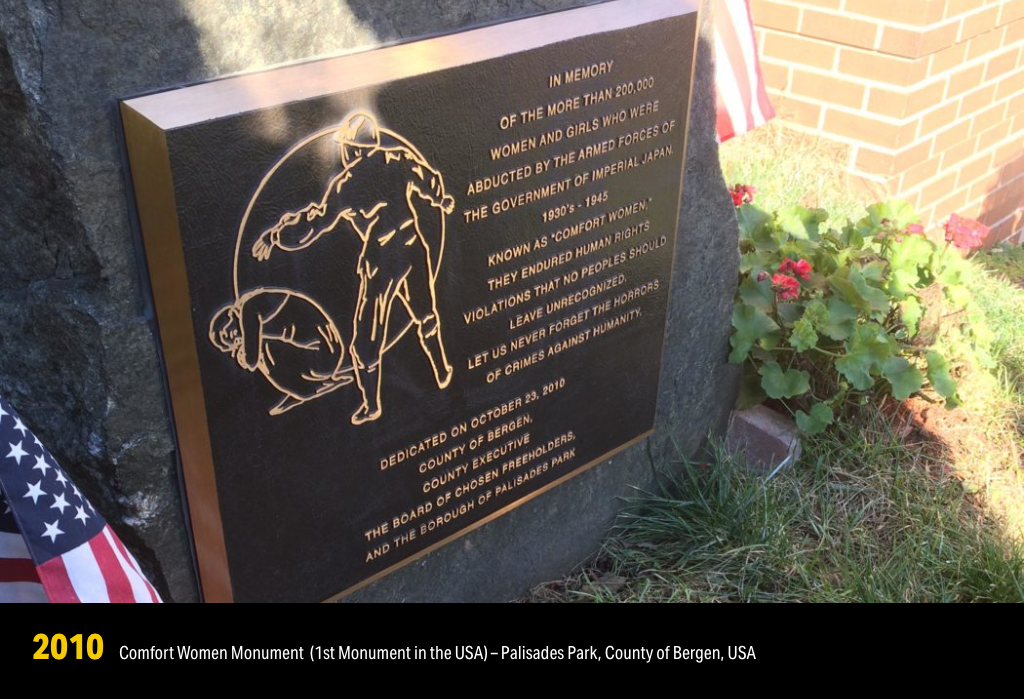 IN MEMORY
OF THE MORE THAN 200,000
WOMEN AND GIRLS WHO WERE
ABDUCTED BY THE ARMED FORCES OF
THE GOVERNMENT OF IMPERIAL JAPAN.
1930's - 1945
KNOWN AS "COMFORT WOMEN,"
THEY ENDURED HUMAN RIGHTS
VIOLATIONS THAT NO PEOPLES SHOULD
LEAVE UNRECOGNIZED.
LET US NEVER FORGET THE HORRORS
OF CRIMES AGAINST HUMANITY.
DEDICATED ON OCTOBER 23, 2010
COUNTY OF BERGEN,
COUNTY EXECUTIVE
THE BOARD OF CHOSEN FREEHOLDERS,
AND THE BOROUGH OF PALISADES PARK
2010 Comfort Women Monument (1st Monument in the USA) – Palisades Park, County of Bergen, USA